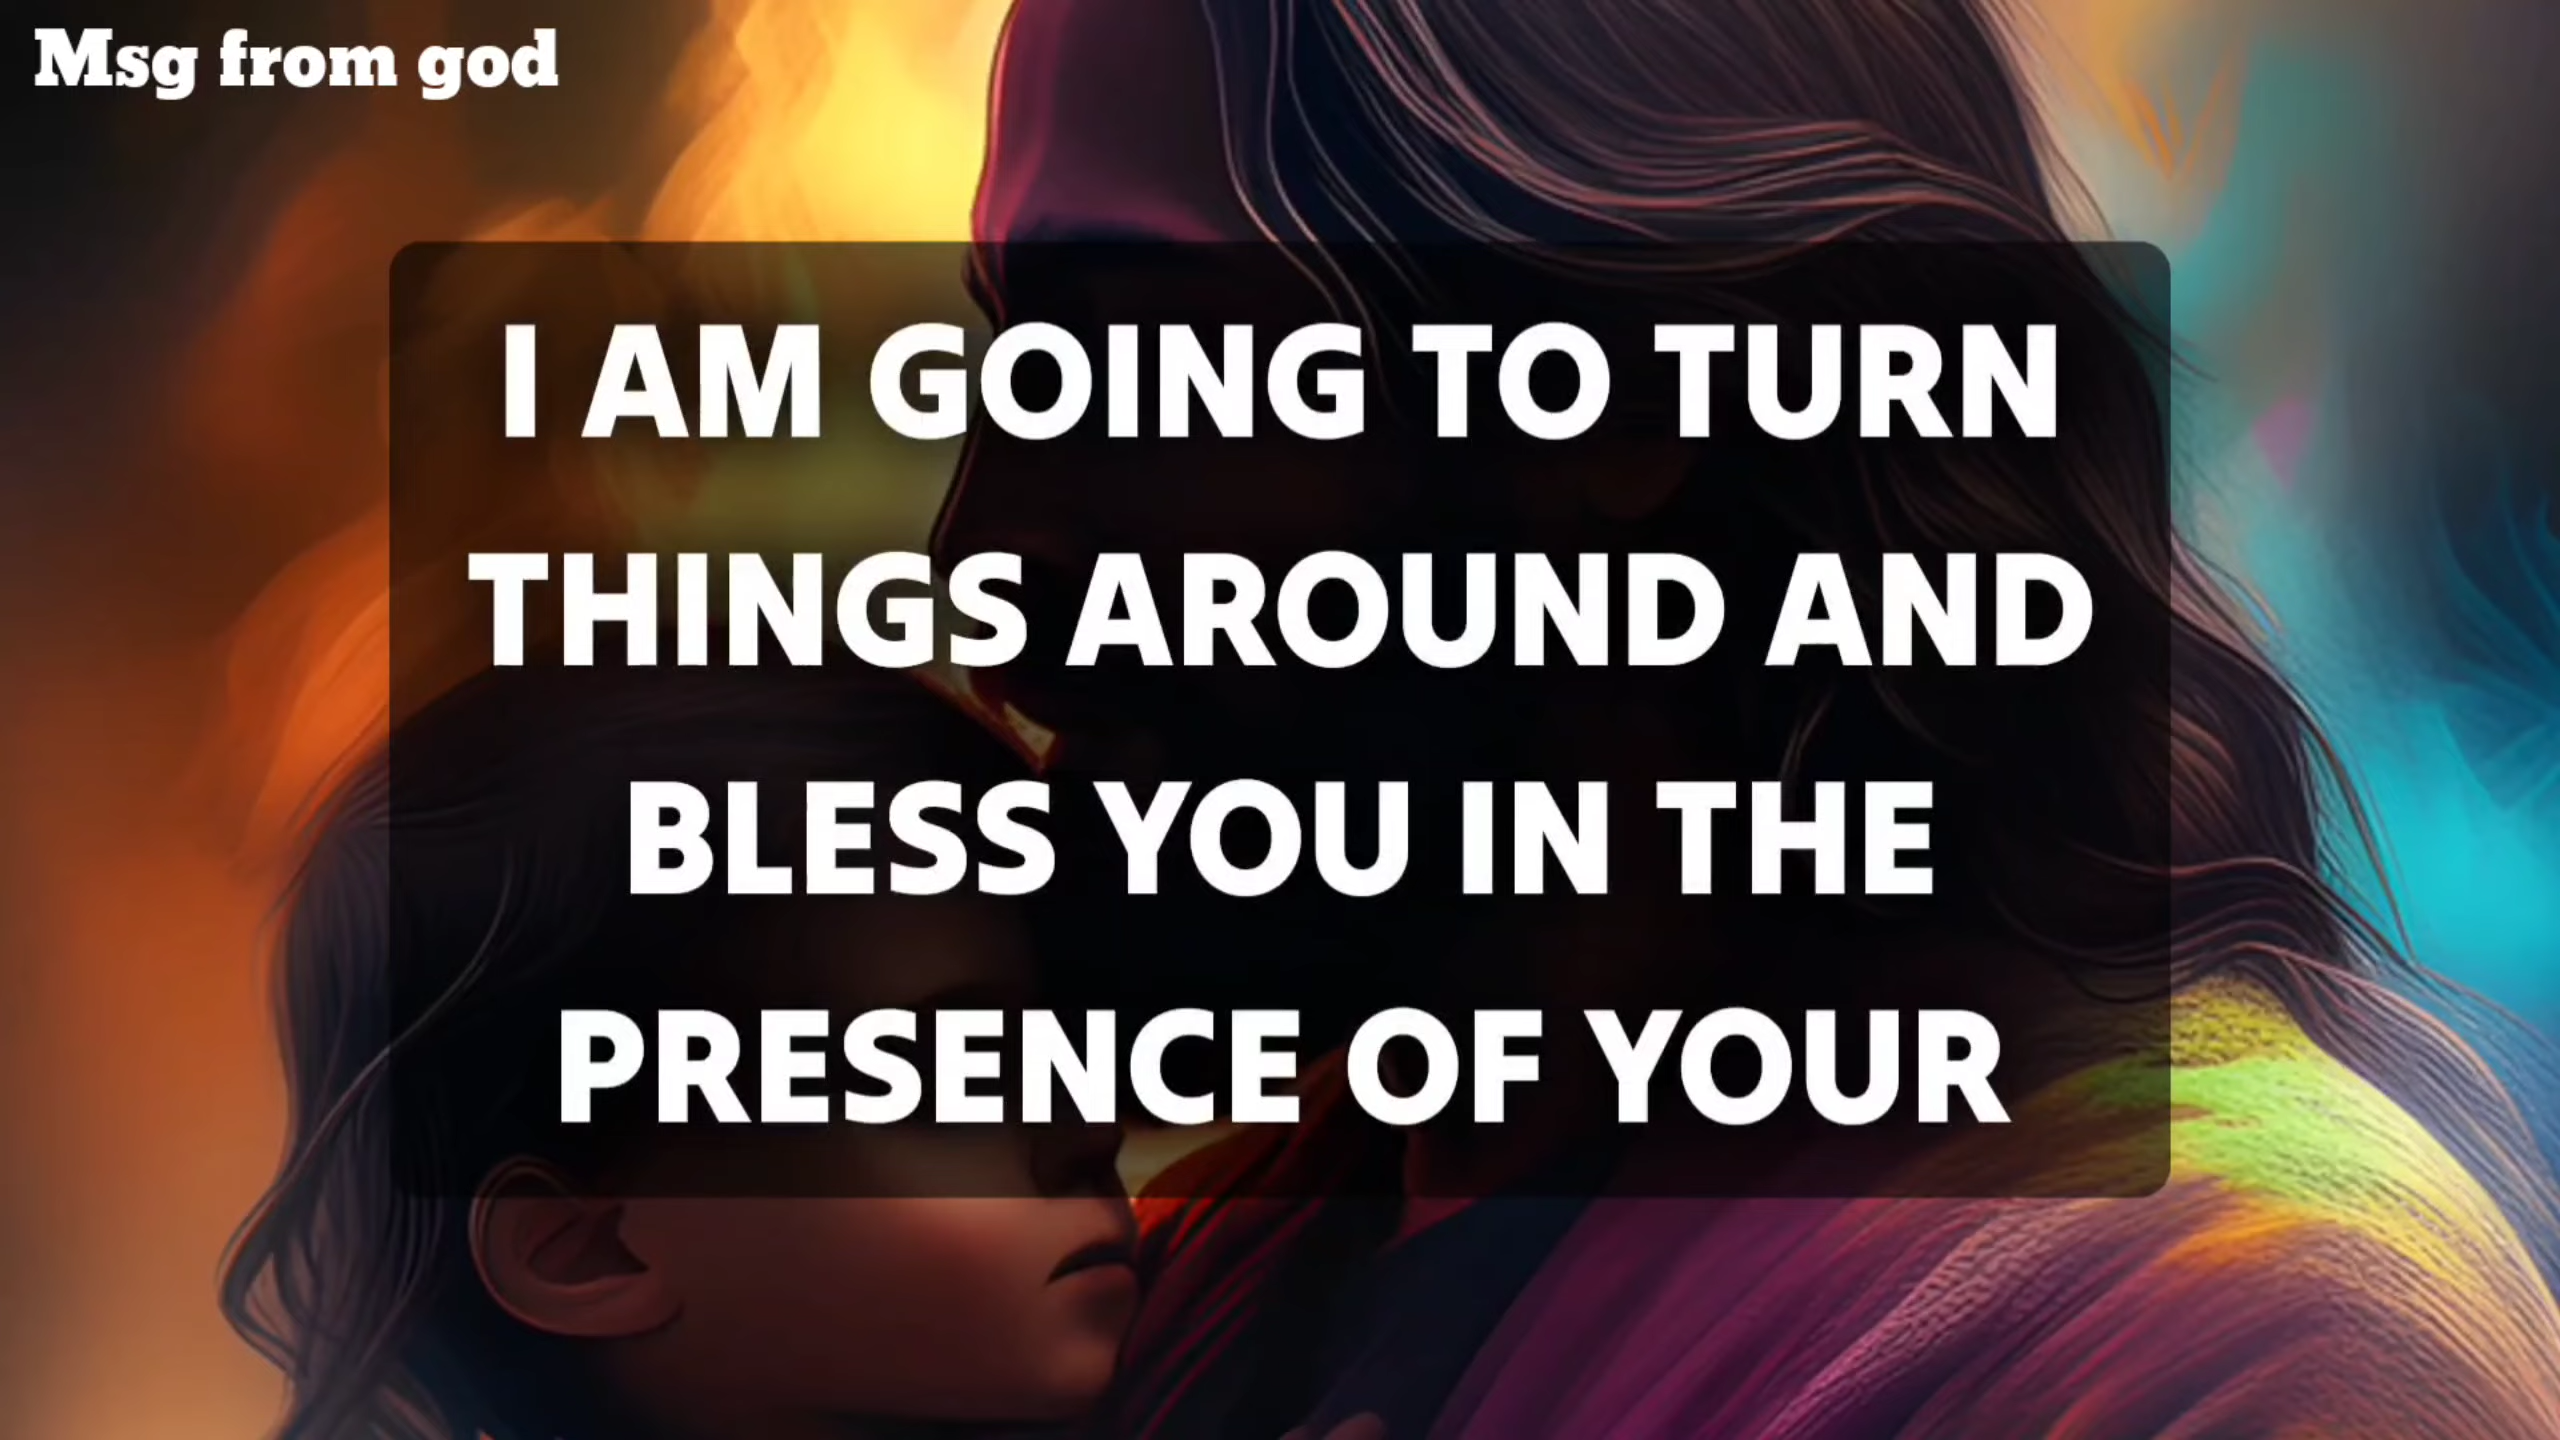 Msg from god
I AM GOING TO TURN
THINGS AROUND AND
BLESS YOU IN THE
PRESENCE OF YOUR